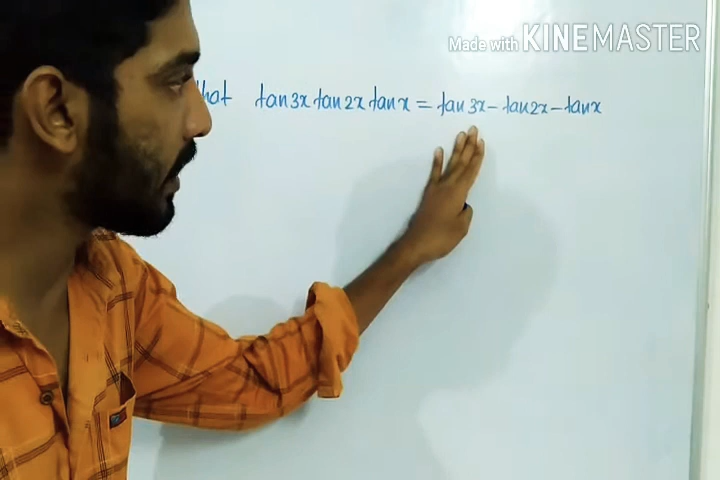 Made with KINEMASTER
that tan3x tan2x tanx = tan3x - tan2x - tanx